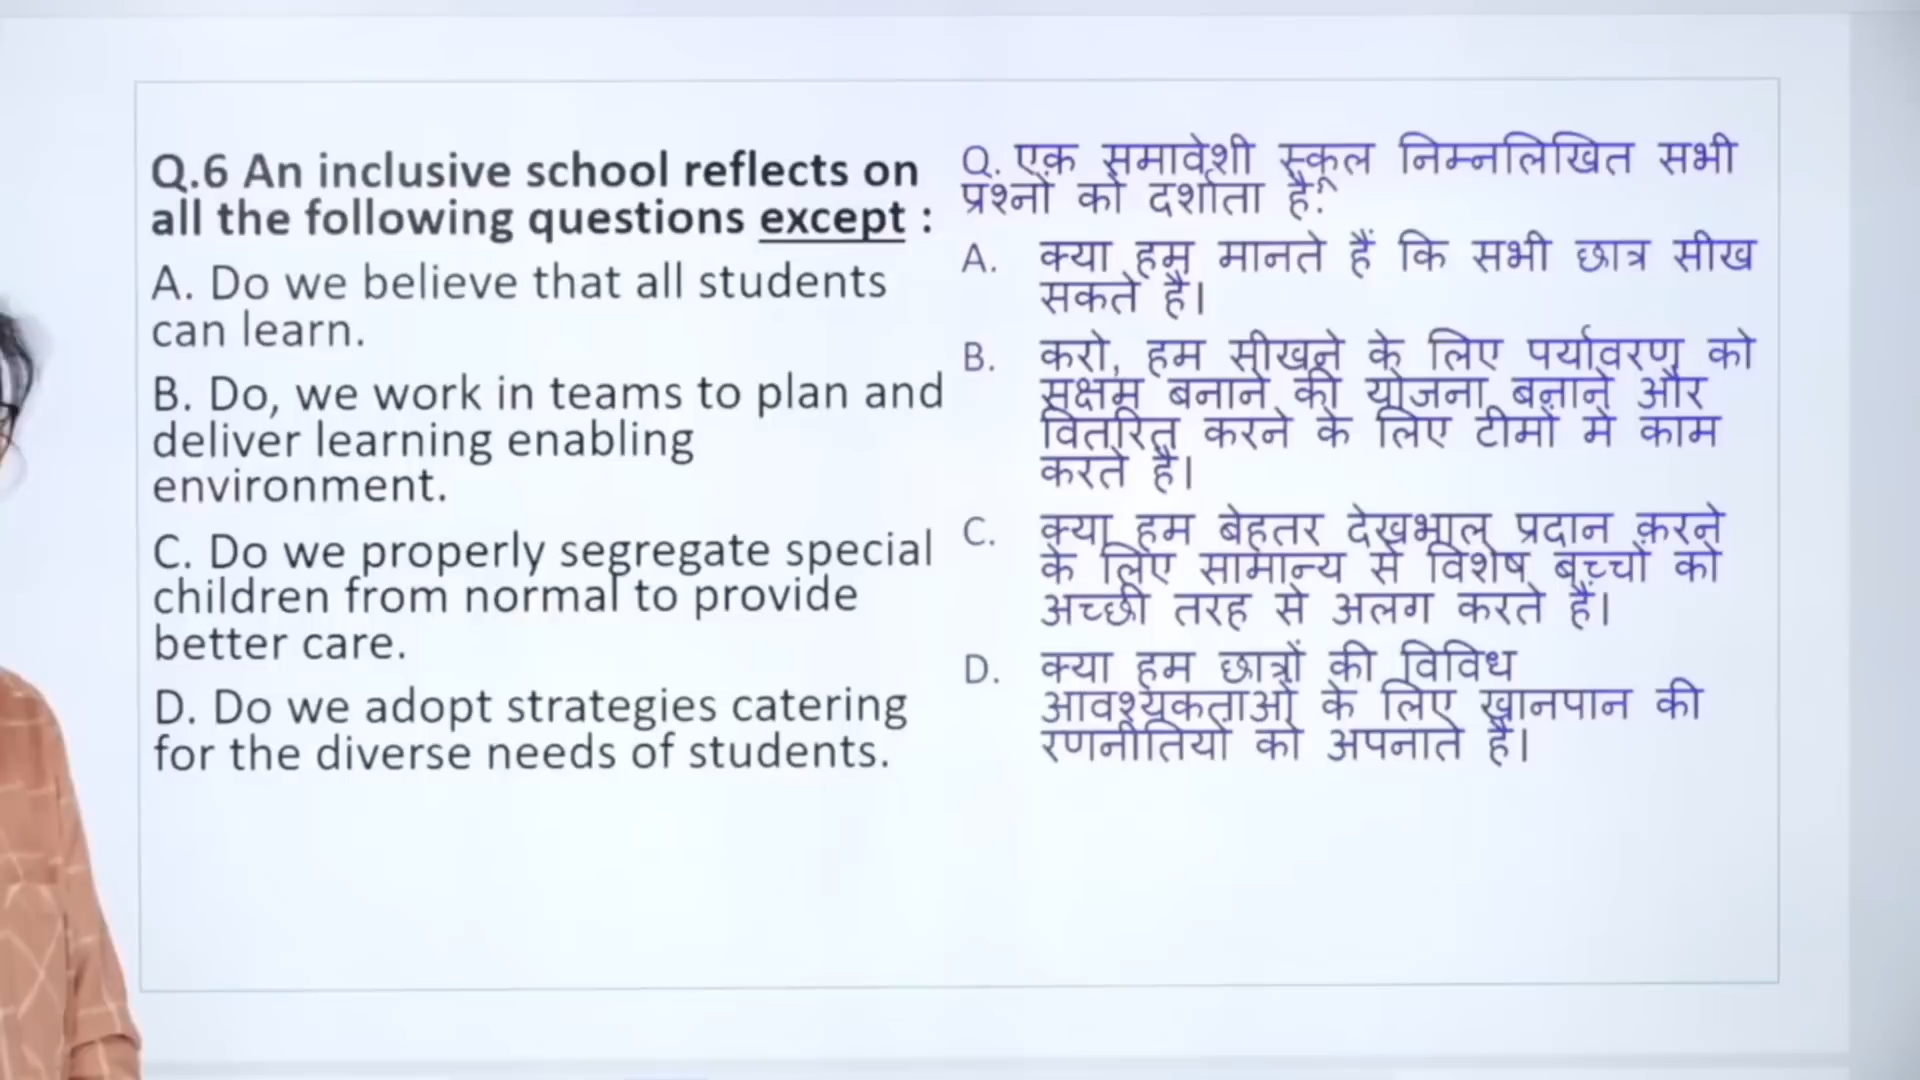 Q.6 An inclusive school reflects on
all the following questions except :
A. Do we believe that all students
can learn.
B. Do, we work in teams to plan and
deliver learning enabling
environment.
C. Do we properly segregate special
children from normal to provide
better care.
D. Do we adopt strategies catering
for the diverse needs of students.
Q. एक समावेशी स्कूल निम्नलिखित सभी
प्रश्नों को दर्शाता है?
A. क्या हम मानते हैं कि सभी छात्र सीख
सकते हैं।
B. करो, हम सीखने के लिए पर्यावरण को
सक्षम बनाने की योजना बनाने और
वितरित करने के लिए टीमों में काम
करते हैं।
C. क्या हम बेहतर देखभाल प्रदान करने
के लिए सामान्य से विशेष बच्चों को
अच्छी तरह से अलग करते हैं।
D. क्या हम छात्रों की विविध
आवश्यकताओं के लिए खानपान की
रणनीतियों को अपनाते हैं।